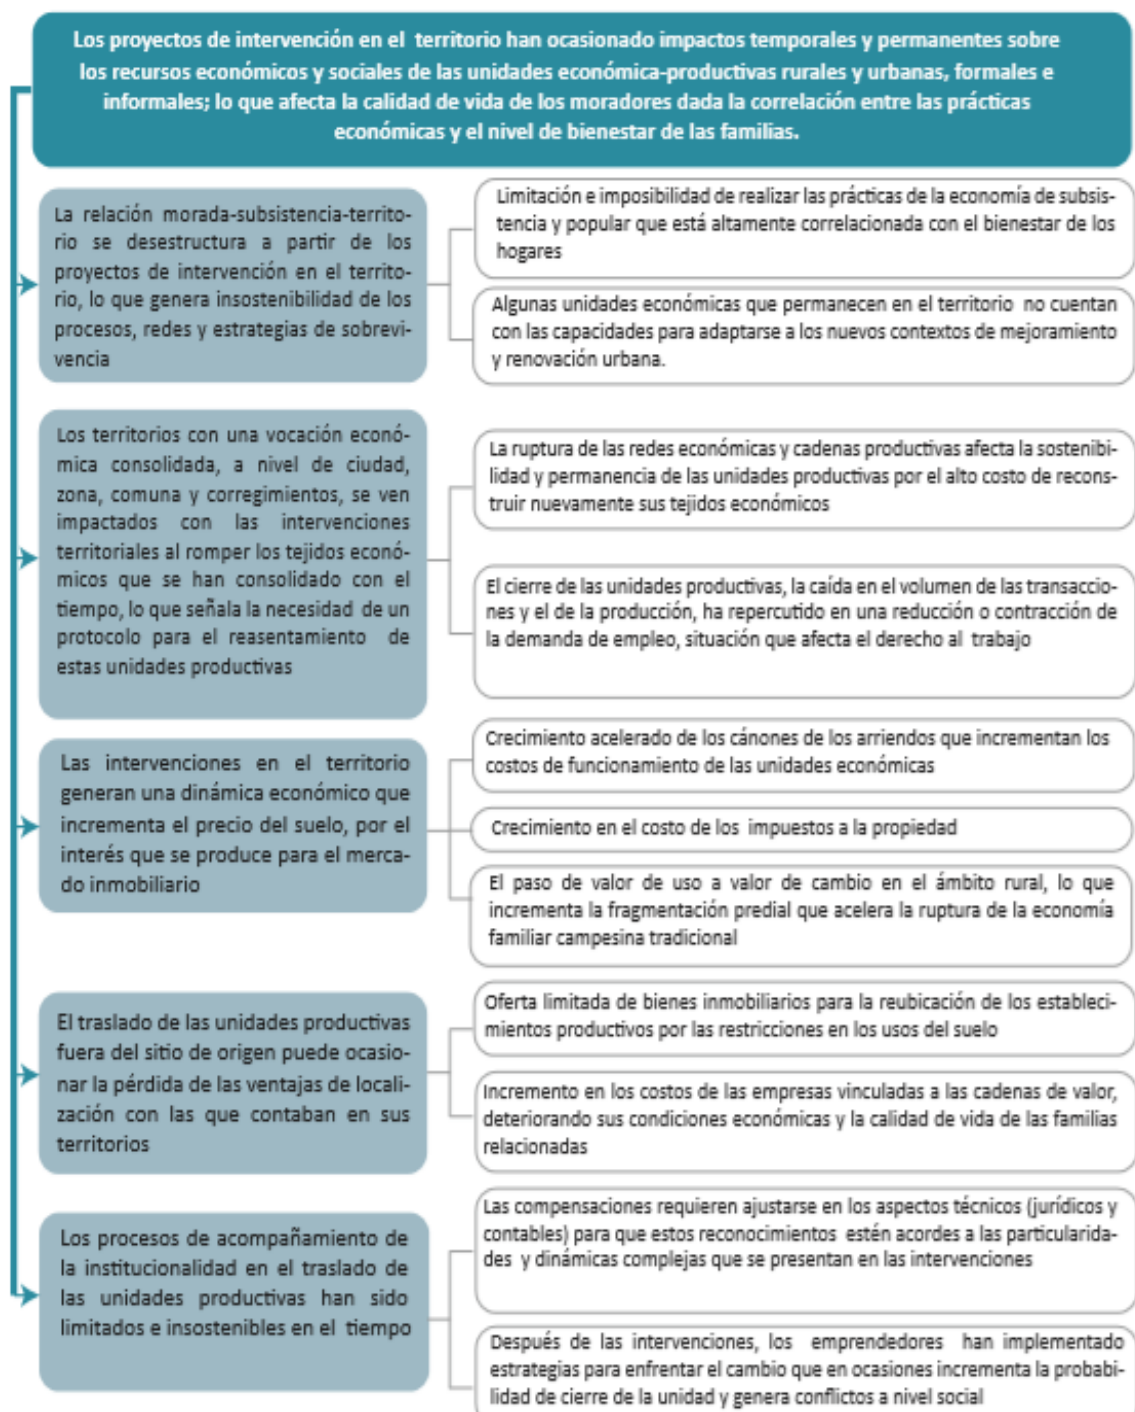 Los proyectos de intervención en el territorio han ocasionado impactos temporales y permanentes sobre
los recursos económicos y sociales de las unidades económica-productivas rurales y urbanas, formales e
informales; lo que afecta la calidad de vida de los moradores dada la correlación entre las prácticas
económicas y el nivel de bienestar de las familias.
La relación morada-subsistencia-territo-
rio se desestructura a partir de los
proyectos de intervención en el territo-
rio, lo que genera insostenibilidad de los
procesos, redes y estrategias de sobrevi-
vencia
Limitación e imposibilidad de realizar las prácticas de la economía de subsis-
tencia y popular que está altamente correlacionada con el bienestar de los
hogares
Algunas unidades económicas que permanecen en el territorio no cuentan
con las capacidades para adaptarse a los nuevos contextos de mejoramiento
y renovación urbana.
Los territorios con una vocación econó-
mica consolidada, a nivel de ciudad,
zona, comuna y corregimientos, se ven
impactados con las intervenciones
territoriales al romper los tejidos econó-
micos que se han consolidado con el
tiempo, lo que señala la necesidad de un
protocolo para el reasentamiento de
estas unidades productivas
La ruptura de las redes económicas y cadenas productivas afecta la sostenibi-
lidad y permanencia de las unidades productivas por el alto costo de recons-
truir nuevamente sus tejidos económicos
El cierre de las unidades productivas, la caída en el volumen de las transaccio-
nes y el de la producción, ha repercutido en una reducción o contracción de
la demanda de empleo, situación que afecta el derecho al trabajo
Las intervenciones en el territorio
generan una dinámica económico que
incrementa el precio del suelo, por el
interés que se produce para el merca-
do inmobiliario
Crecimiento acelerado de los cánones de los arriendos que incrementan los
costos de funcionamiento de las unidades económicas
Crecimiento en el costo de los impuestos a la propiedad
El paso de valor de uso a valor de cambio en el ámbito rural, lo que
incrementa la fragmentación predial que acelera la ruptura de la economía
familiar campesina tradicional
El traslado de las unidades productivas
fuera del sitio de origen puede ocasio-
nar la pérdida de las ventajas de locali-
zación con las que contaban en sus
territorios
Oferta limitada de bienes inmobiliarios para la reubicación de los estableci-
mientos productivos por las restricciones en los usos del suelo
Incremento en los costos de las empresas vinculadas a las cadenas de valor,
deteriorando sus condiciones económicas y la calidad de vida de las familias
relacionadas
Los procesos de acompañamiento de
la institucionalidad en el traslado de
las unidades productivas han sido
limitados e insostenibles en el tiempo
Las compensaciones requieren ajustarse en los aspectos técnicos (jurídicos y
contables) para que estos reconocimientos estén acordes a las particularida-
des y dinámicas complejas que se presentan en las intervenciones
Después de las intervenciones, los emprendedores han implementado
estrategias para enfrentar el cambio que en ocasiones incrementa la probabi-
lidad de cierre de la unidad y genera conflictos a nivel social